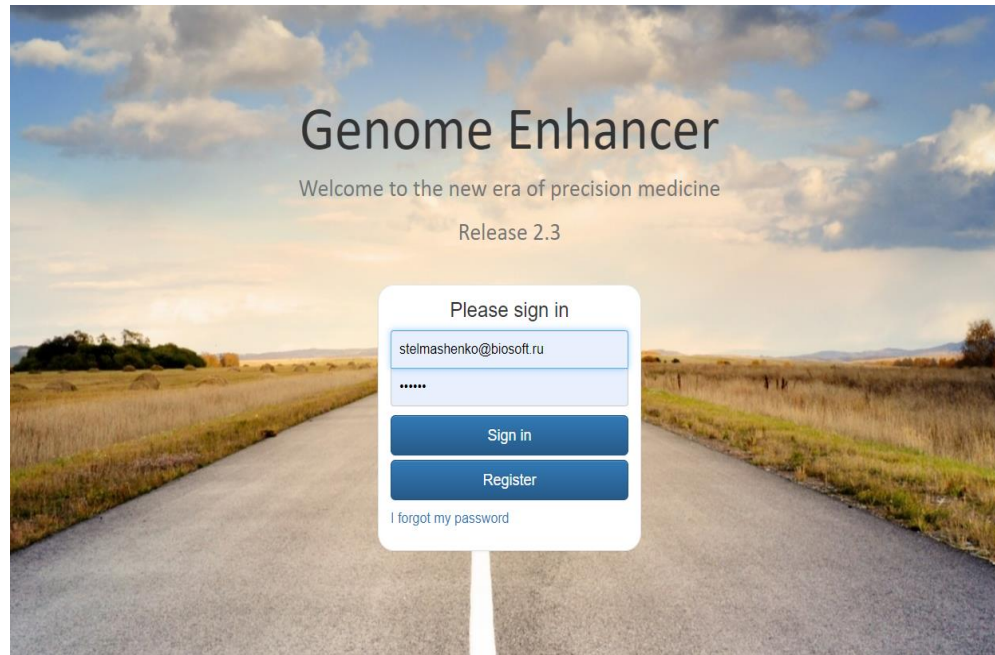 Genome Enhancer
Welcome to the new era of precision medicine
Release 2.3
Please sign in
stelmashenko@biosoft.ru
••••••
Sign in
Register
I forgot my password